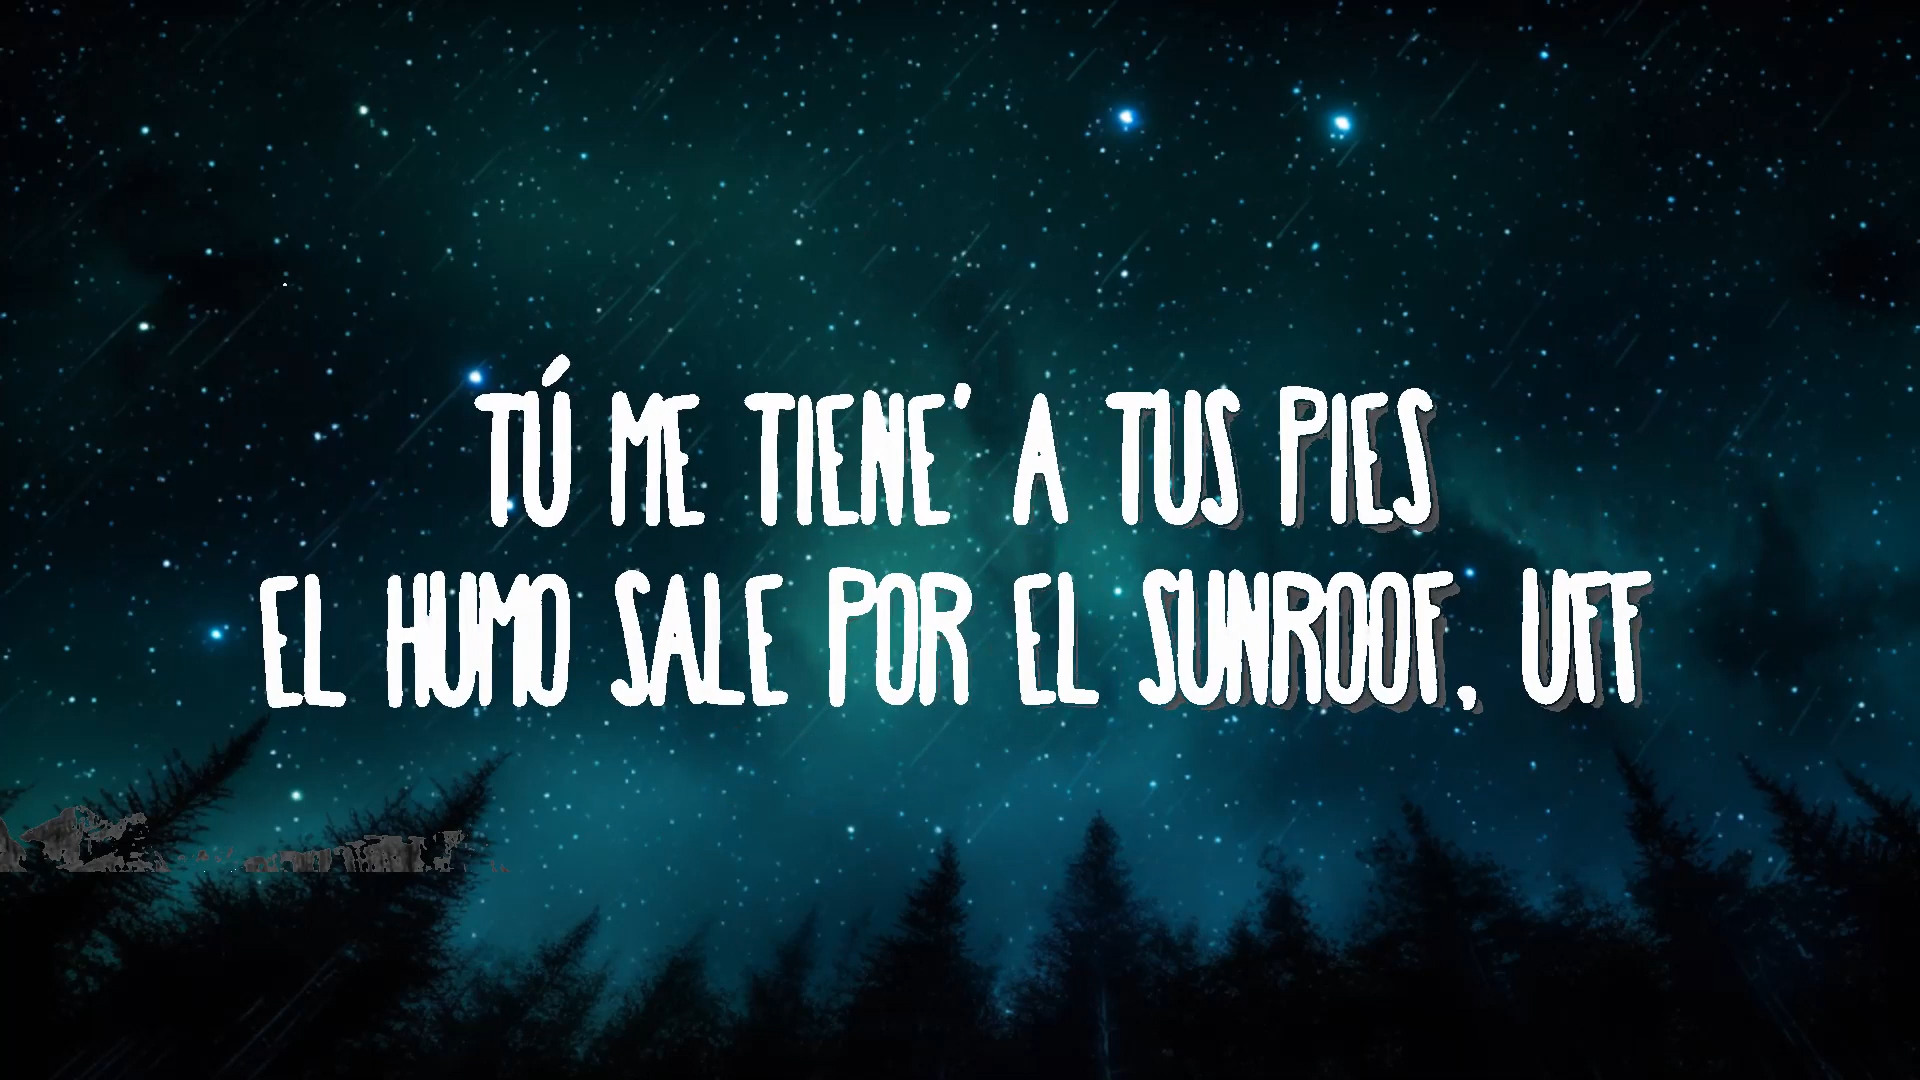 TÚ ME TIENE' A TUS PIES
EL HUMO SALE POR EL SUNROOF, UFF